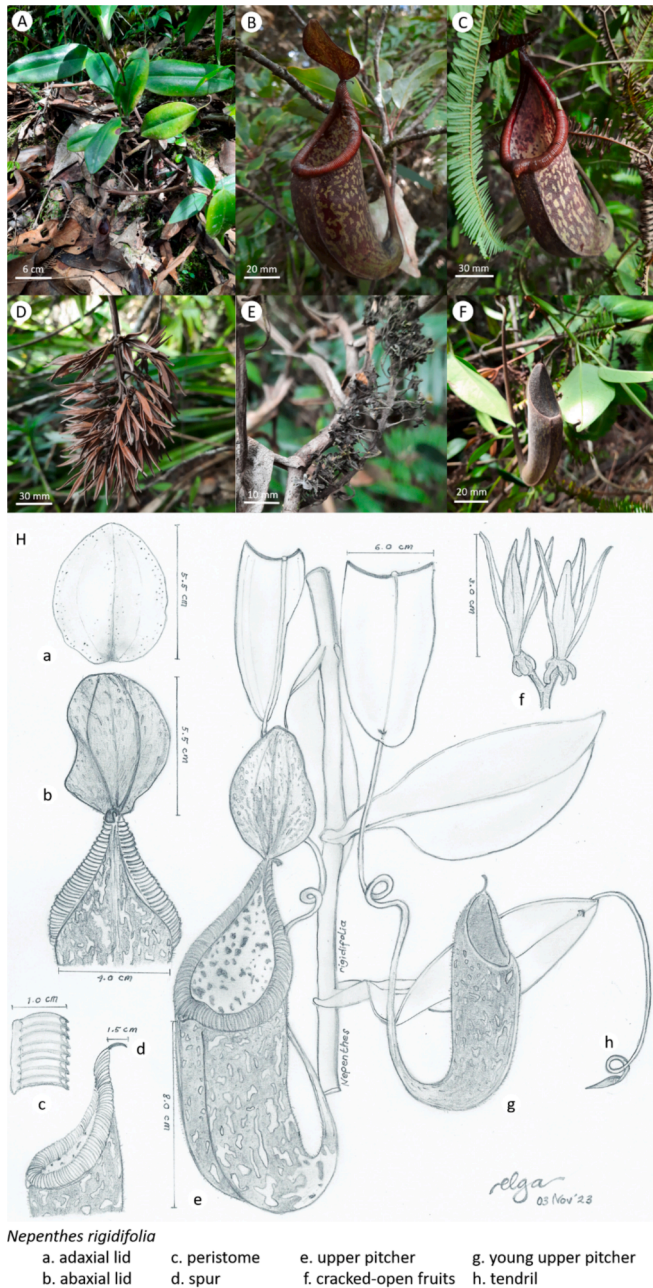 A
B
C
6 cm
20 mm
30 mm
D
E
F
30 mm
10 mm
20 mm
H
5.5 cm
a
6.0 cm
3.0 cm
f
5.5 cm
b
4.0 cm
1.0 cm
1.5 cm
d
c
8.0 cm
e
Nepenthes rigidifolia
g
h
elga
03 Nov'23
Nepenthes rigidifolia
a. adaxial lid c. peristome e. upper pitcher g. young upper pitcher
b. abaxial lid d. spur f. cracked-open fruits h. tendril